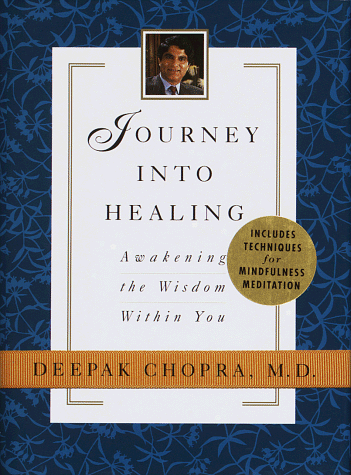 JOURNEY
INTO
HEALING
Awakening
the Wisdom
Within You
INCLUDES
TECHNIQUES
for
MINDFULNESS
MEDITATION
DEEPAK CHOPRA, M.D.